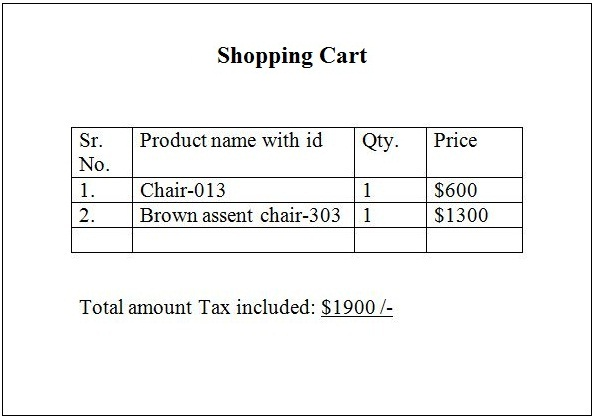 Shopping Cart
Sr. No. Product name with id Qty. Price
1. Chair-013 1 $600
2. Brown assent chair-303 1 $1300
Total amount Tax included: $1900 /-